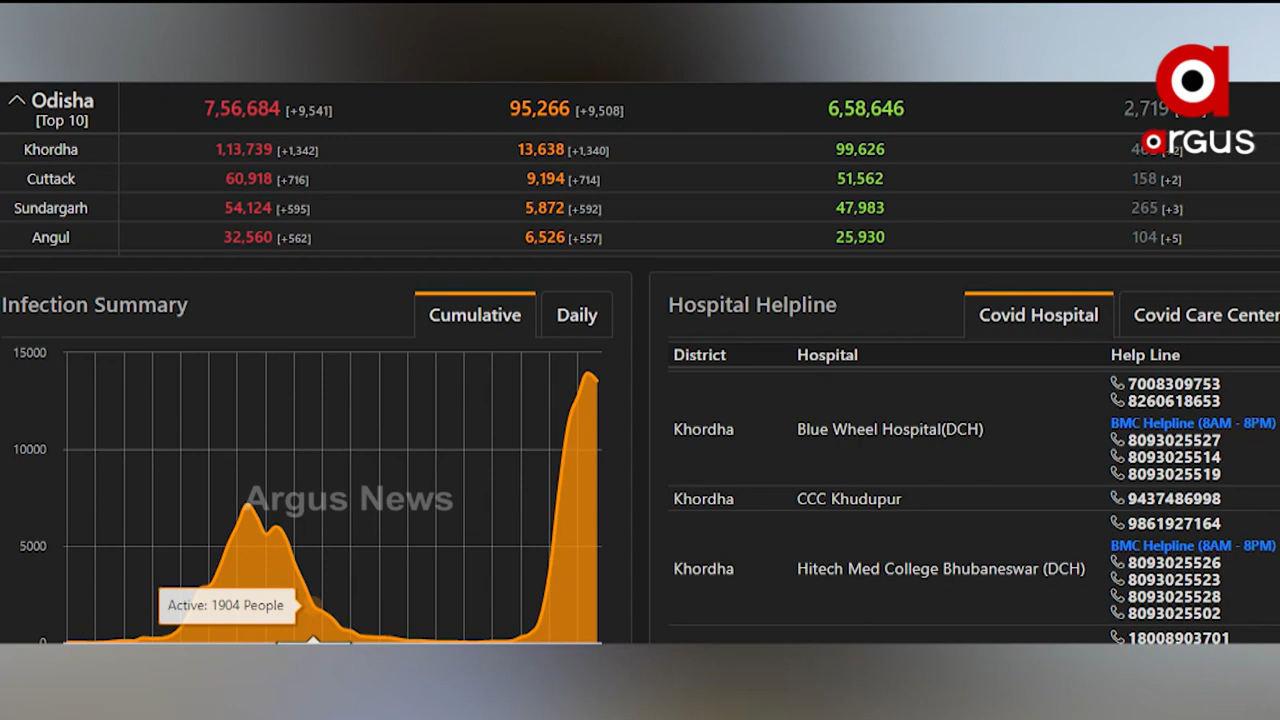 argus
Odisha 7,56,684 [+9,541] 95,266 [+9,508] 6,58,646 2,719
[Top 10]
Khordha 1,13,739 [+1,342] 13,638 [+1,340] 99,626
Cuttack 60,918 [+716] 9,194 [+714] 51,562 158 [+2]
Sundargarh 54,124 [+595] 5,872 [+592] 47,983 265 [+3]
Angul 32,560 [+562] 6,526 [+557] 25,930 104 [+5]
Infection Summary
Cumulative Daily
15000
10000
5000
0
Argus News
Active: 1904 People
Hospital Helpline
Covid Hospital Covid Care Center
District Hospital Help Line
7008309753
8260618653
Khordha Blue Wheel Hospital(DCH) BMC Helpline (8AM - 8PM)
8093025527
8093025514
8093025519
Khordha CCC Khudupur 9437486998
9861927164
BMC Helpline (8AM - 8PM)
Khordha Hitech Med College Bhubaneswar (DCH) 8093025526
8093025523
8093025528
8093025502
18008903701